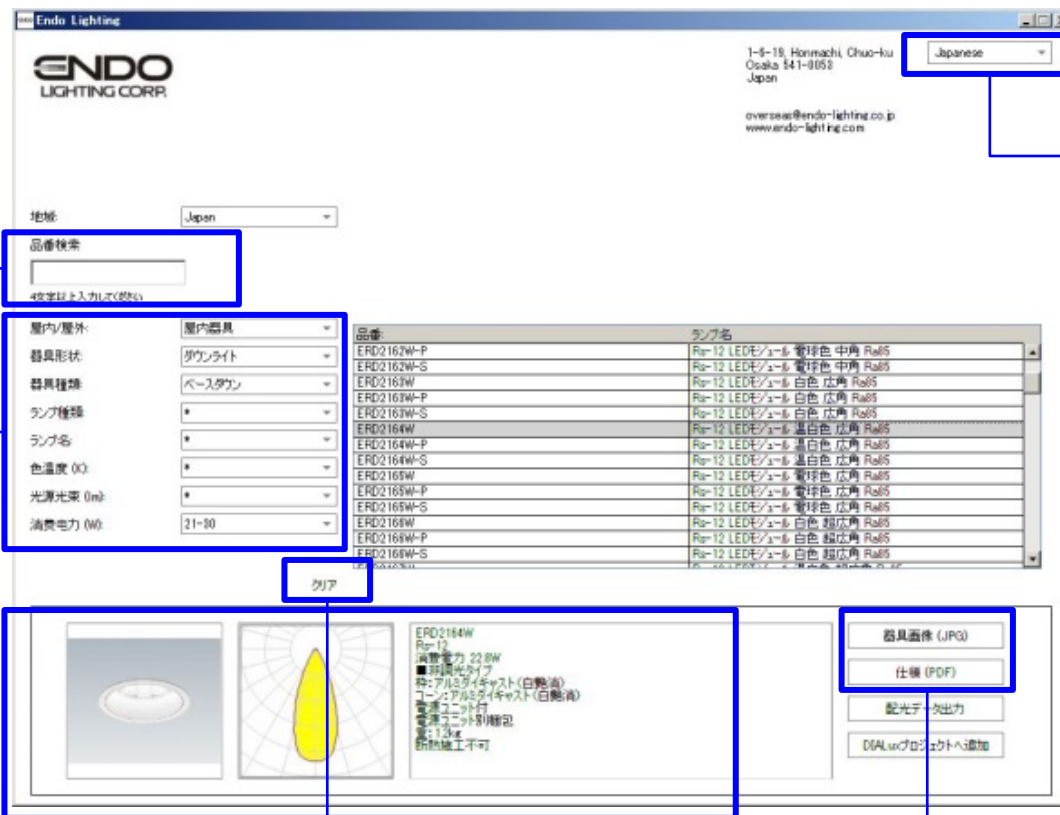 Endo Lighting
ENDO
LIGHTING CORP.
1-6-19, Honmachi, Chuo-ku
Osaka 541-0053
Japan
overseas@endo-lighting.co.jp
www.endo-lighting.com
Japanese
地域:
Japan
品番検索
4文字以上入力してください
屋内/屋外:
屋内器具
器具形状:
ダウンライト
器具種類:
ベースダウン
ランプ種類:
*
ランプ名:
*
色温度 (K):
*
光源光束 (lm):
*
消費電力 (W):
21-30
品番: ランプ名
ERD2162W-P Rs-12 LEDモジュール 電球色 中角 Ra85
ERD2162W-S Rs-12 LEDモジュール 電球色 中角 Ra85
ERD2163W Rs-12 LEDモジュール 白色 広角 Ra85
ERD2163W-P Rs-12 LEDモジュール 白色 広角 Ra85
ERD2163W-S Rs-12 LEDモジュール 白色 広角 Ra85
ERD2164W Rs-12 LEDモジュール 温白色 広角 Ra85
ERD2164W-P Rs-12 LEDモジュール 温白色 広角 Ra85
ERD2164W-S Rs-12 LEDモジュール 温白色 広角 Ra85
ERD2165W Rs-12 LEDモジュール 電球色 広角 Ra85
ERD2165W-P Rs-12 LEDモジュール 電球色 広角 Ra85
ERD2165W-S Rs-12 LEDモジュール 電球色 広角 Ra85
ERD2166W Rs-12 LEDモジュール 白色 超広角 Ra85
ERD2166W-P Rs-12 LEDモジュール 白色 超広角 Ra85
ERD2166W-S Rs-12 LEDモジュール 白色 超広角 Ra85
クリア
ERD2164W
Rs-12
消費電力 22.8W
■非調光タイプ
枠:アルミダイキャスト(白艶消)
コーン:アルミダイキャスト(白艶消)
電源ユニット付
電源ユニット別梱包
重:1.2kg
断熱施工不可
器具画像 (JPG)
仕様 (PDF)
配光データ出力
DIALuxプロジェクトへ追加